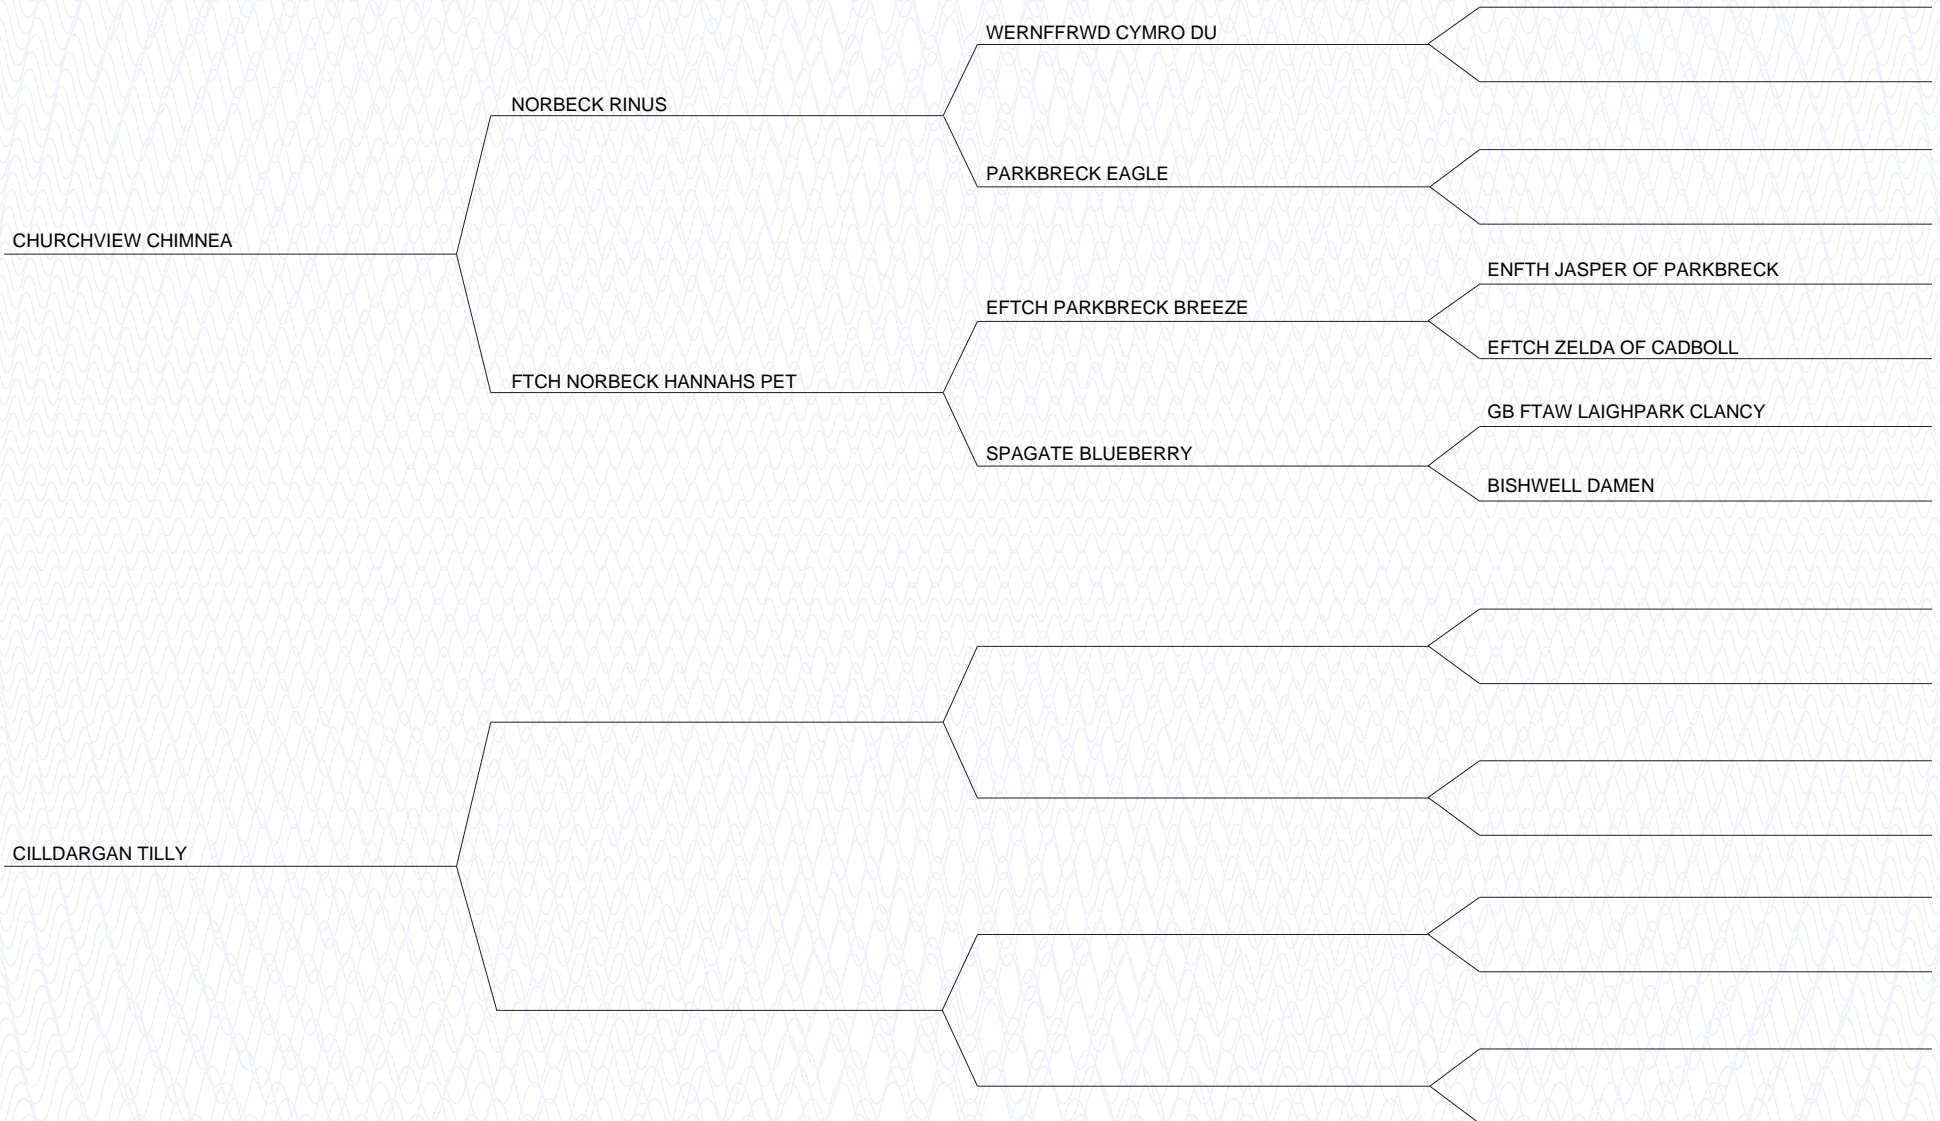 WERNFFRWD CYMRO DU
NORBECK RINUS
PARKBRECK EAGLE
CHURCHVIEW CHIMNEA
ENFTH JASPER OF PARKBRECK
EFTCH PARKBRECK BREEZE
EFTCH ZELDA OF CADBOLL
FTCH NORBECK HANNAHS PET
GB FTAW LAIGHPARK CLANCY
SPAGATE BLUEBERRY
BISHWELL DAMEN
CILLDARGAN TILLY